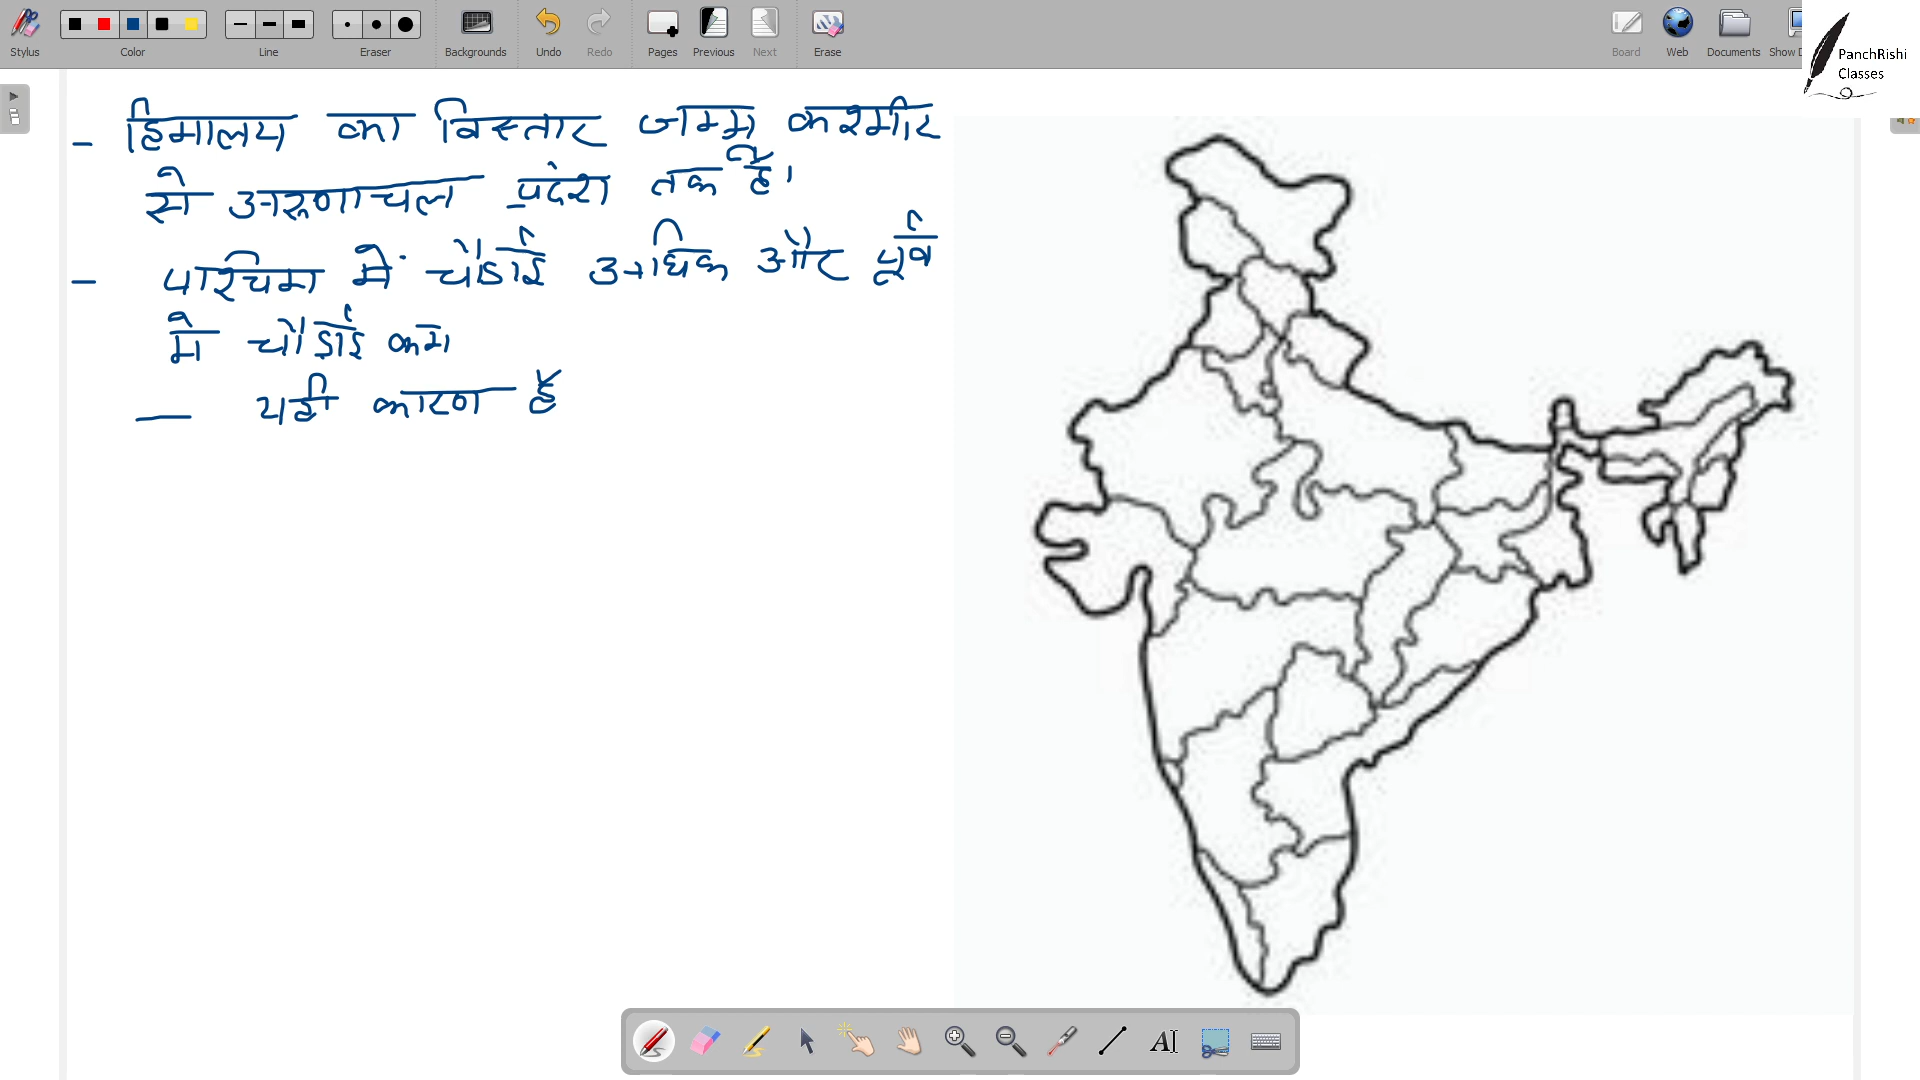 Stylus
Color
Line
Eraser
Backgrounds
Undo
Redo
Pages
Previous
Next
Erase
Board
Web
Documents
Show D
PanchRishi
Classes
- हिमालय का विस्तार जम्मू कश्मीर
से अरुणाचल प्रदेश तक है।
- पश्चिम में चौड़ाई अधिक और पूर्व
में चौड़ाई कम
— यही कारण है